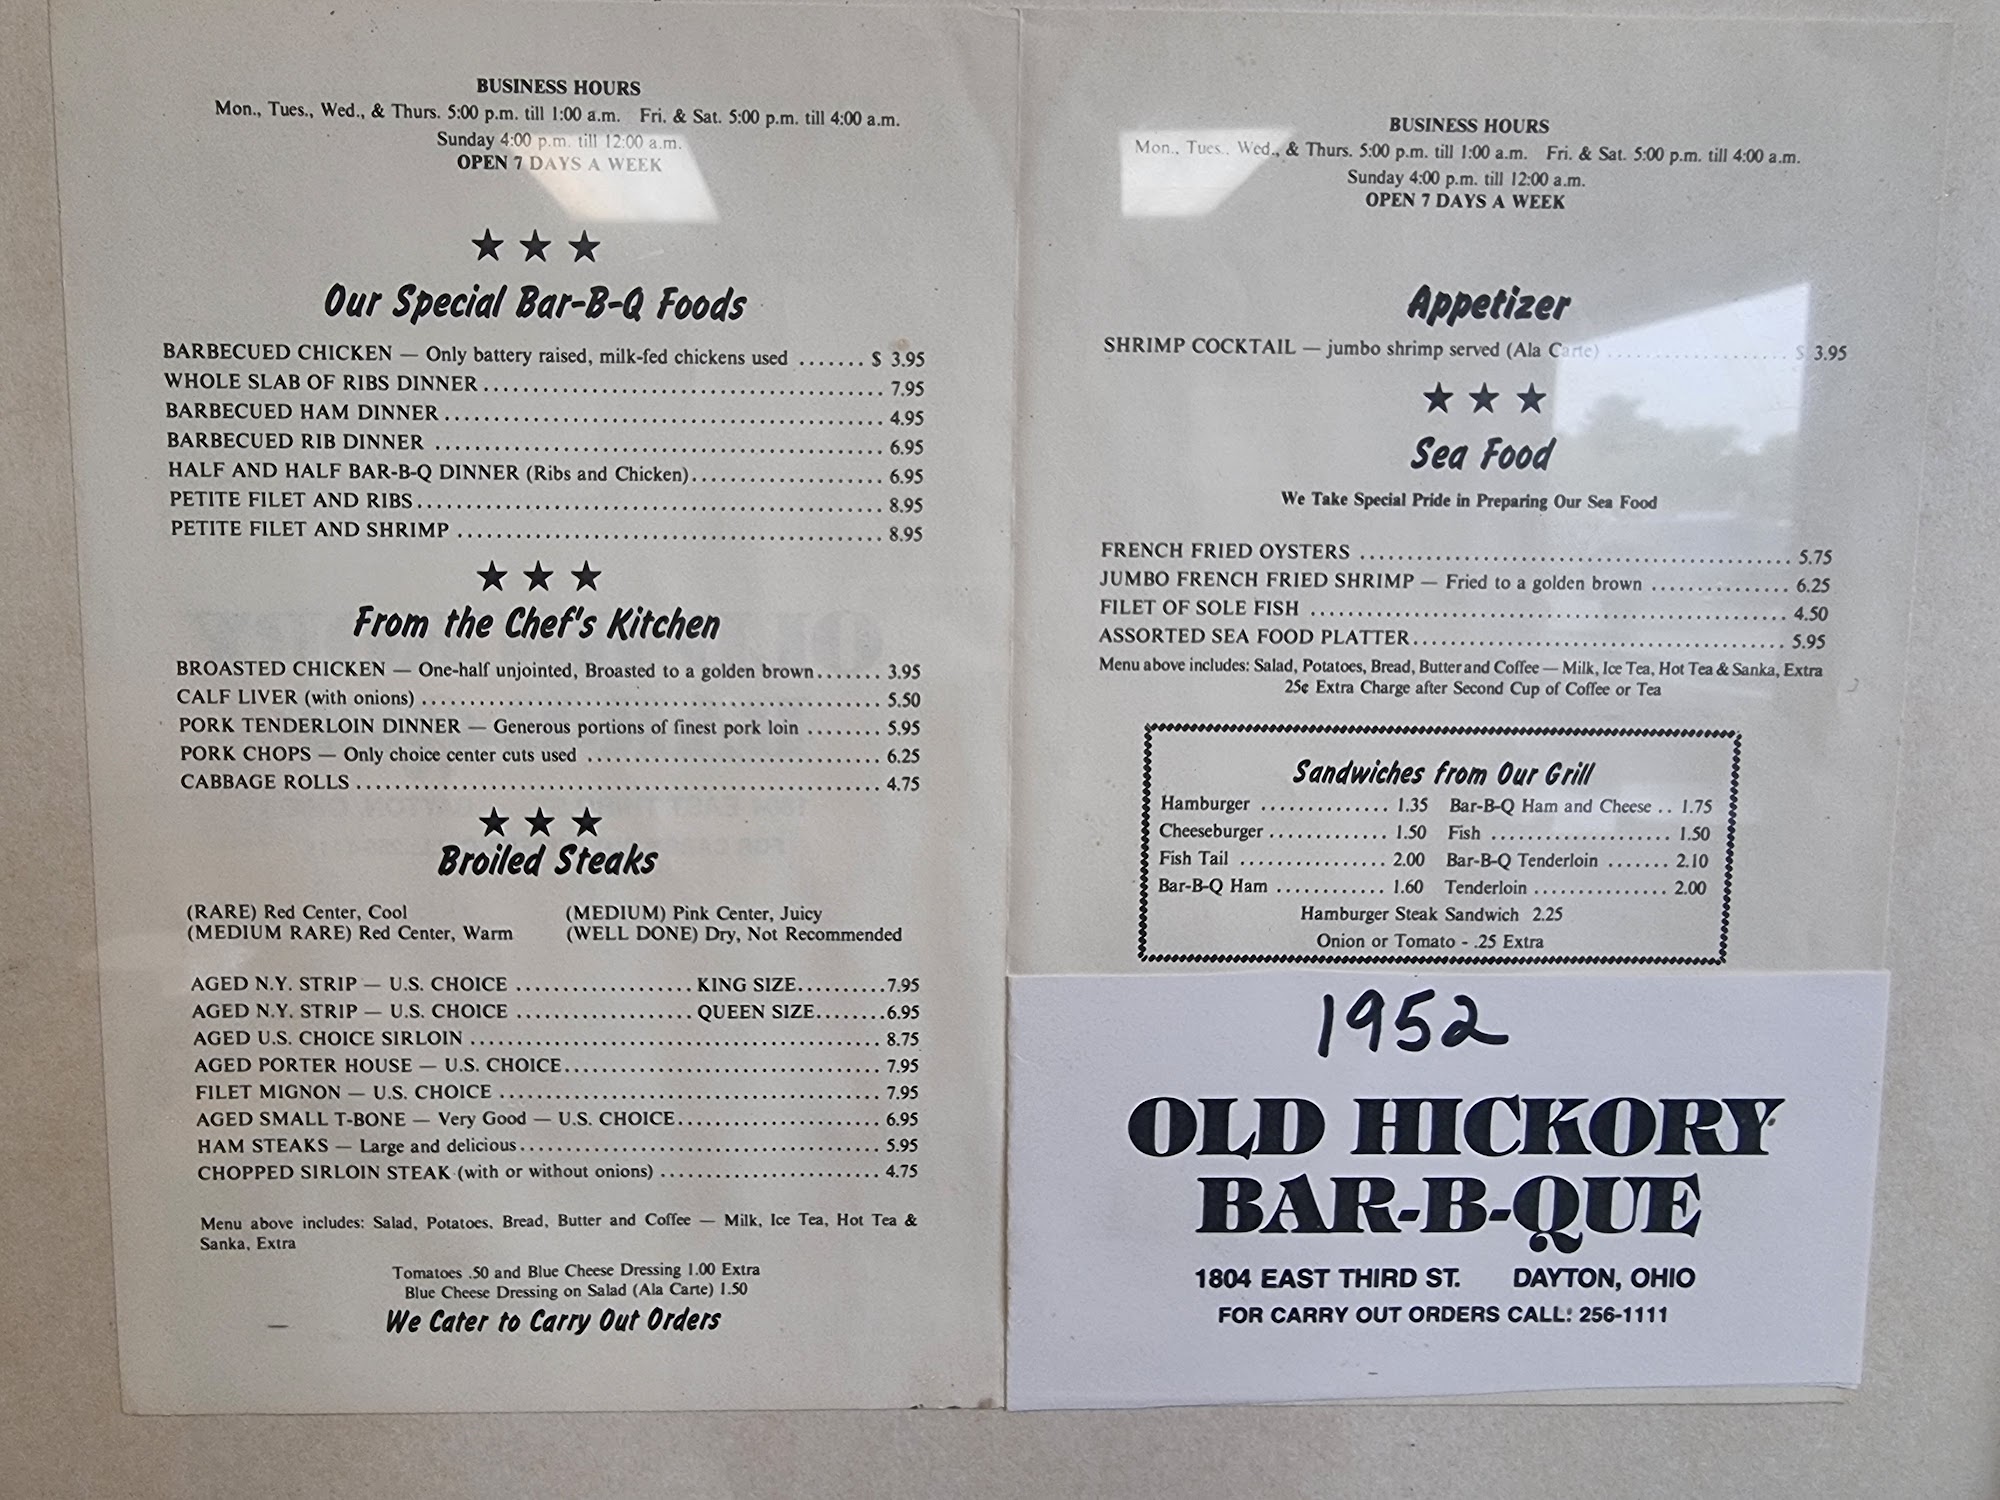 BUSINESS HOURS
Mon., Tues., Wed., & Thurs. 5:00 p.m. till 1:00 a.m. Fri. & Sat. 5:00 p.m. till 4:00 a.m.
Sunday 4:00 p.m. till 12:00 a.m.
OPEN 7 DAYS A WEEK
Our Special Bar-B-Q Foods
BARBECUED CHICKEN — Only battery raised, milk-fed chickens used ....... $ 3.95
WHOLE SLAB OF RIBS DINNER ....... 7.95
BARBECUED HAM DINNER ....... 4.95
BARBECUED RIB DINNER ....... 6.95
HALF AND HALF BAR-B-Q DINNER (Ribs and Chicken) ....... 6.95
PETITE FILET AND RIBS ....... 8.95
PETITE FILET AND SHRIMP ....... 8.95
From the Chef's Kitchen
BROASTED CHICKEN — One-half unjointed, Broasted to a golden brown ....... 3.95
CALF LIVER (with onions) ....... 5.50
PORK TENDERLOIN DINNER — Generous portions of finest pork loin ........ 5.95
PORK CHOPS — Only choice center cuts used ....... 6.25
CABBAGE ROLLS ....... 4.75
Broiled Steaks
(RARE) Red Center, Cool (MEDIUM) Pink Center, Juicy
(MEDIUM RARE) Red Center, Warm (WELL DONE) Dry, Not Recommended
AGED N.Y. STRIP — U.S. CHOICE ....... KING SIZE ....... 7.95
AGED N.Y. STRIP — U.S. CHOICE ....... QUEEN SIZE ....... 6.95
AGED U.S. CHOICE SIRLOIN ....... 8.75
AGED PORTER HOUSE — U.S. CHOICE ....... 7.95
FILET MIGNON — U.S. CHOICE ....... 7.95
AGED SMALL T-BONE — Very Good — U.S. CHOICE ....... 6.95
HAM STEAKS — Large and delicious ....... 5.95
CHOPPED SIRLOIN STEAK (with or without onions) ....... 4.75
Menu above includes: Salad, Potatoes, Bread, Butter and Coffee — Milk, Ice Tea, Hot Tea &
Sanka, Extra
Tomatoes .50 and Blue Cheese Dressing 1.00 Extra
Blue Cheese Dressing on Salad (Ala Carte) 1.50
We Cater to Carry Out Orders
BUSINESS HOURS
Mon., Tues., Wed., & Thurs. 5:00 p.m. till 1:00 a.m. Fri. & Sat. 5:00 p.m. till 4:00 a.m.
Sunday 4:00 p.m. till 12:00 a.m.
OPEN 7 DAYS A WEEK
Appetizer
SHRIMP COCKTAIL — jumbo shrimp served (Ala Carte) ....... $ 3.95
Sea Food
We Take Special Pride in Preparing Our Sea Food
FRENCH FRIED OYSTERS ....... 5.75
JUMBO FRENCH FRIED SHRIMP — Fried to a golden brown ....... 6.25
FILET OF SOLE FISH ....... 4.50
ASSORTED SEA FOOD PLATTER ....... 5.95
Menu above includes: Salad, Potatoes, Bread, Butter and Coffee — Milk, Ice Tea, Hot Tea & Sanka, Extra
25¢ Extra Charge after Second Cup of Coffee or Tea
Sandwiches from Our Grill
Hamburger ....... 1.35 Bar-B-Q Ham and Cheese .. 1.75
Cheeseburger ....... 1.50 Fish ....... 1.50
Fish Tail ....... 2.00 Bar-B-Q Tenderloin ....... 2.10
Bar-B-Q Ham ....... 1.60 Tenderloin ....... 2.00
Hamburger Steak Sandwich 2.25
Onion or Tomato - .25 Extra
1952
OLD HICKORY
BAR-B-QUE
1804 EAST THIRD ST. DAYTON, OHIO
FOR CARRY OUT ORDERS CALL: 256-1111